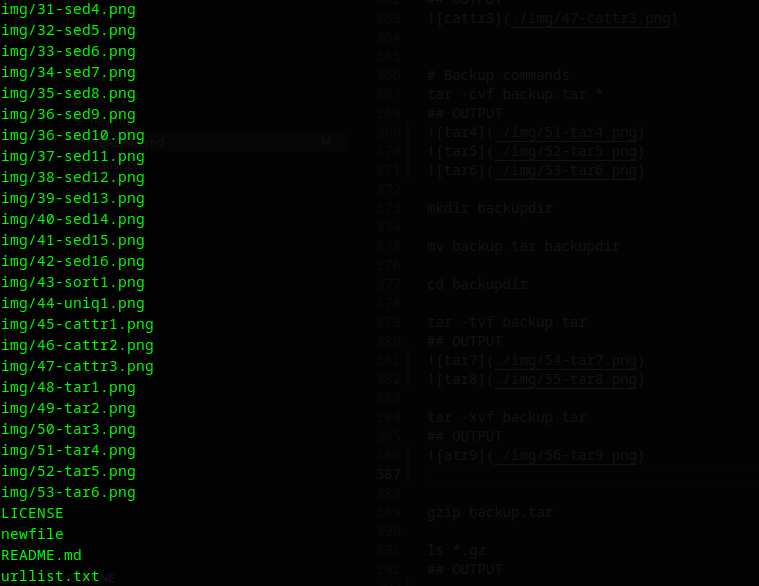 img/31-sed4.png
img/32-sed5.png
img/33-sed6.png
img/34-sed7.png
img/35-sed8.png
img/36-sed9.png
img/36-sed10.png
img/37-sed11.png
img/38-sed12.png
img/39-sed13.png
img/40-sed14.png
img/41-sed15.png
img/42-sed16.png
img/43-sort1.png
img/44-uniq1.png
img/45-cattr1.png
img/46-cattr2.png
img/47-cattr3.png
img/48-tar1.png
img/49-tar2.png
img/50-tar3.png
img/51-tar4.png
img/52-tar5.png
img/53-tar6.png
LICENSE
newfile
README.md
urllist.txt
362 ## OUTPUT
363 ![cattr3](./img/47-cattr3.png)
364
365
366 # Backup commands
367 tar -cvf backup.tar *
368 ## OUTPUT
369 ![tar4](./img/51-tar4.png)
370 ![tar5](./img/52-tar5.png)
371 ![tar6](./img/53-tar6.png)
372
373 mkdir backupdir
374
375 mv backup.tar backupdir
376
377 cd backupdir
378
379 tar -tvf backup.tar
380 ## OUTPUT
381 ![tar7](./img/54-tar7.png)
382 ![tar8](./img/55-tar8.png)
383
384 tar -xvf backup.tar
385 ## OUTPUT
386 ![atr9](./img/56-tar9.png)
387
388
389 gzip backup.tar
390
391 ls *.gz
392 ## OUTPUT